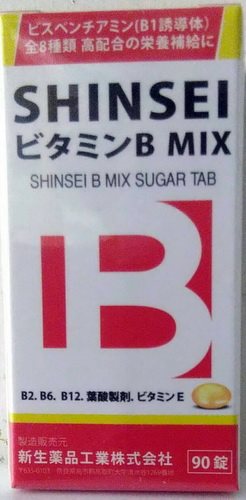 ビスベンチアミン(B1誘導体)
全8種類 高配合の栄養補給に
SHINSEI
ビタミンB MIX
SHINSEI B MIX SUGAR TAB
B
B2. B6. B12. 葉酸製剤. ビタミンE
製造販売元
新生薬品工業株式会社
90錠